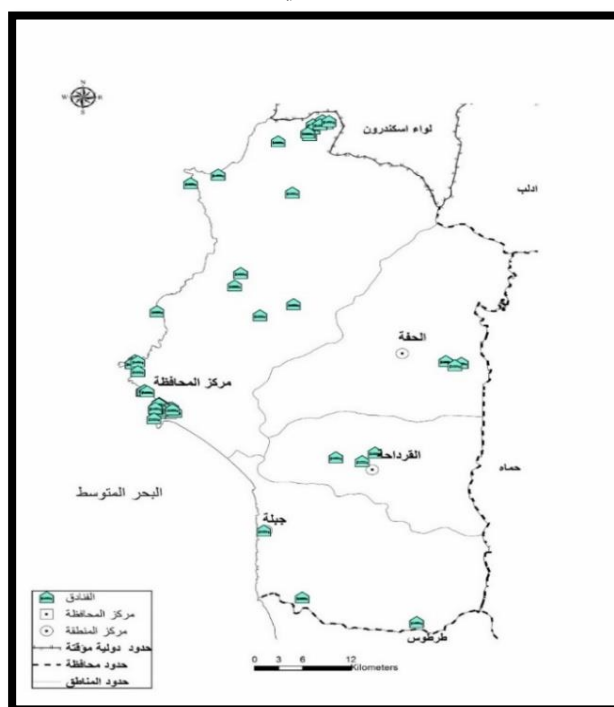 N
W
E
S
لواء اسكندرون
ادلب
الحفة
مركز المحافظة
القرداحة
حماه
البحر المتوسط
جبلة
طرطوس
الفنادق
مركز المحافظة
مركز المنطقة
حدود دولية مؤقتة
حدود محافظة
حدود المناطق
0 3 6 12
Kilometers